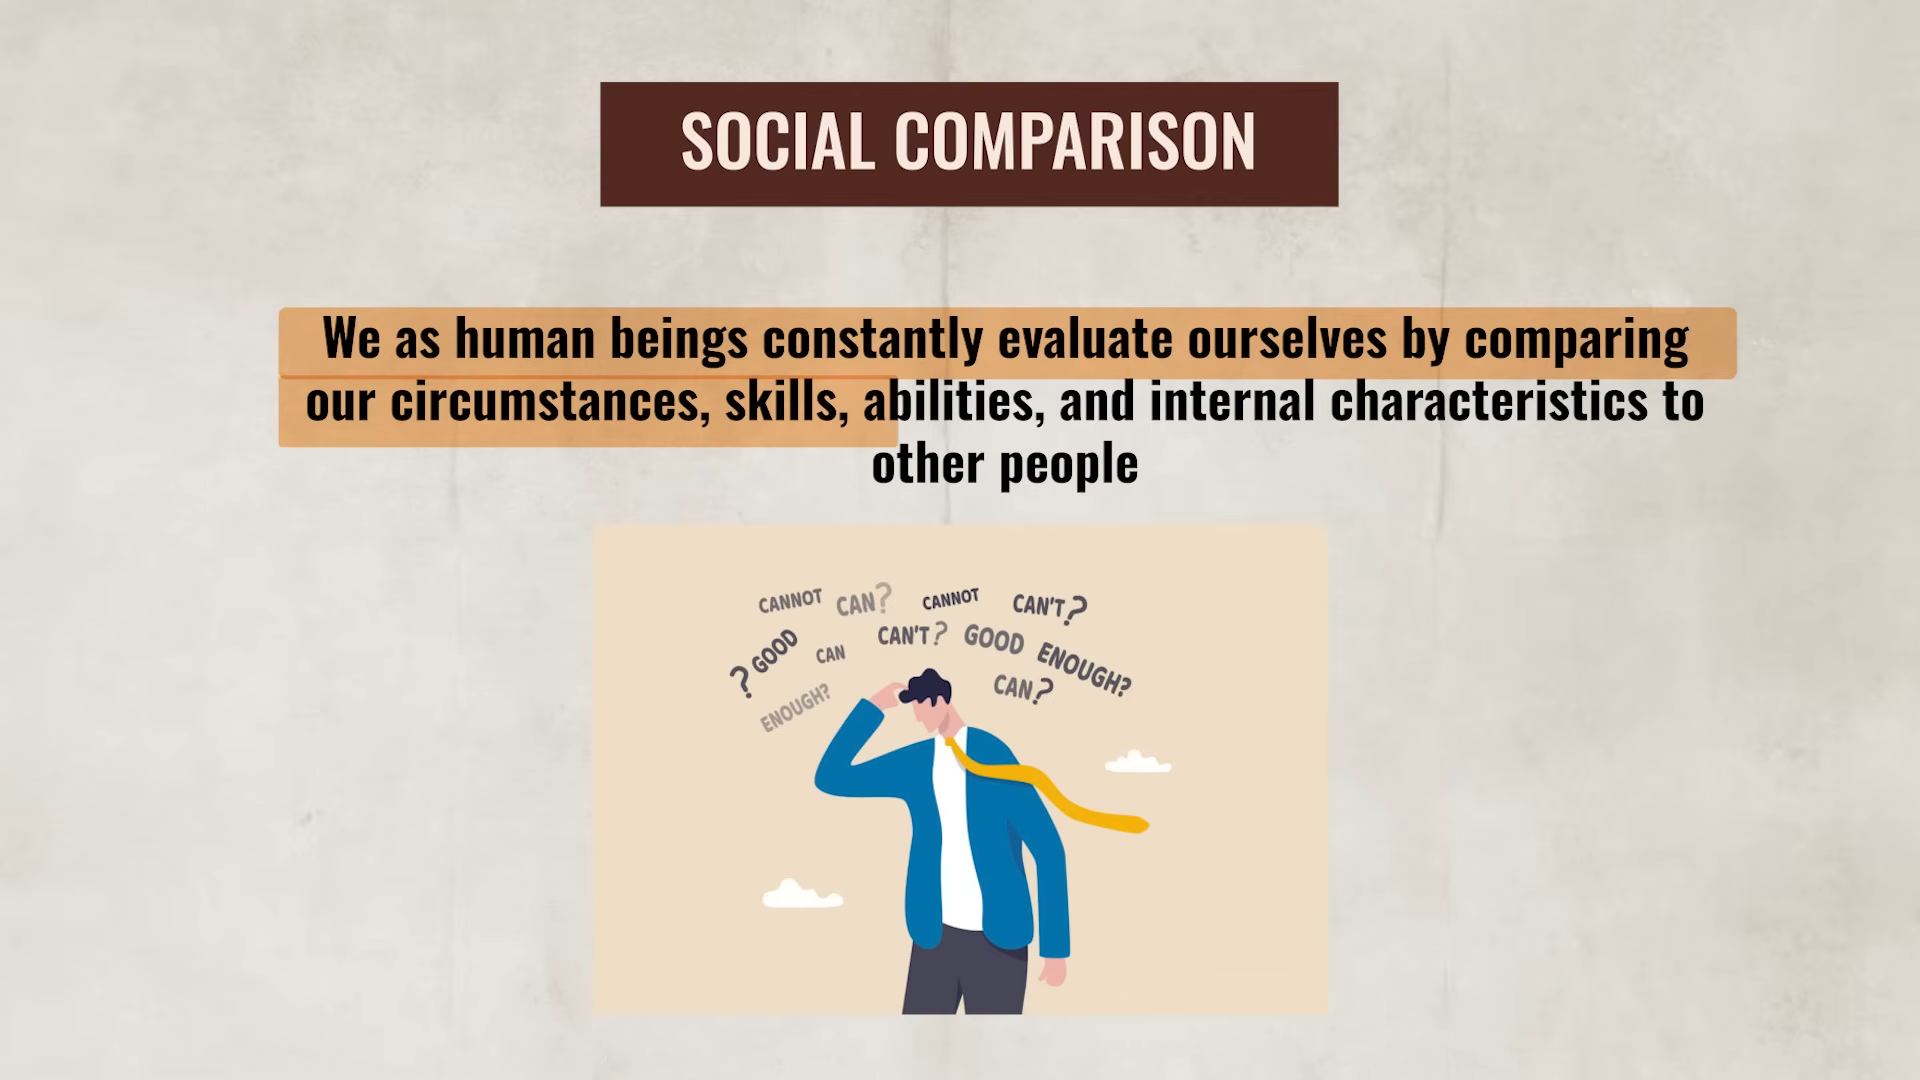 SOCIAL COMPARISON
We as human beings constantly evaluate ourselves by comparing
our circumstances, skills, abilities, and internal characteristics to
other people
CANNOT CAN? CANNOT CAN'T?
? GOOD CAN CAN'T? GOOD ENOUGH?
ENOUGH? CAN?